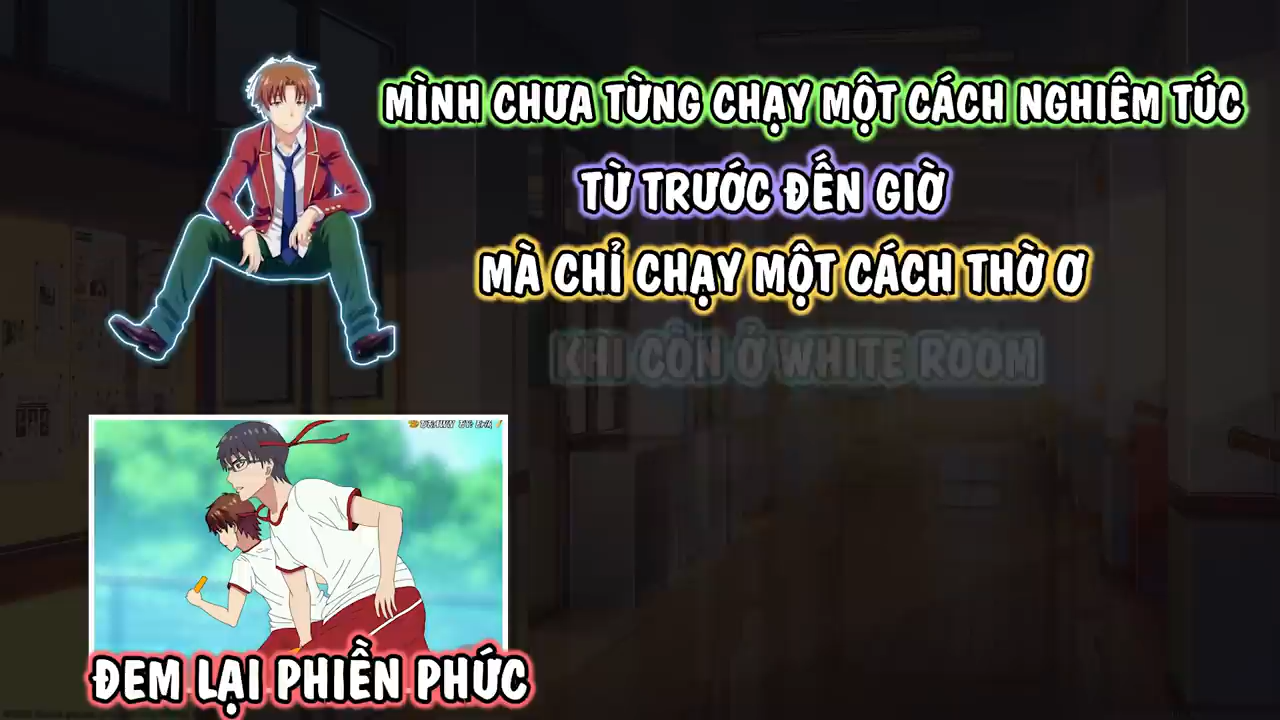 MÌNH CHƯA TỪNG CHẠY MỘT CÁCH NGHIÊM TÚC
TỪ TRƯỚC ĐẾN GIỜ
MÀ CHỈ CHẠY MỘT CÁCH THỜ Ơ
KHI CÒN Ở WHITE ROOM
ĐEM LẠI PHIỀN PHỨC